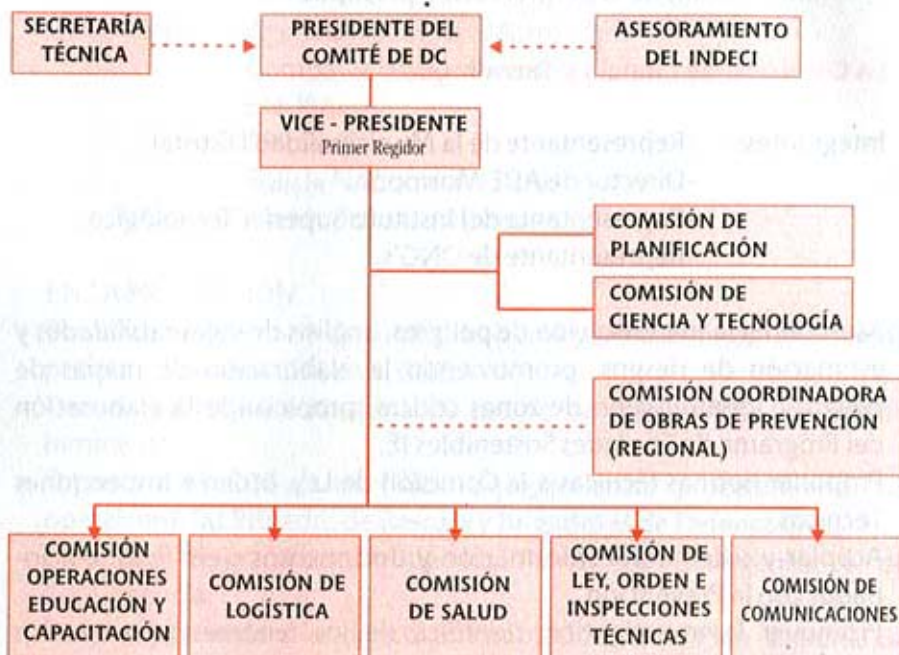 SECRETARÍA
TÉCNICA
PRESIDENTE DEL
COMITÉ DE DC
ASESORAMIENTO
DEL INDECI
VICE - PRESIDENTE
Primer Regidor
COMISIÓN DE
PLANIFICACIÓN
COMISIÓN DE
CIENCIA Y TECNOLOGÍA
COMISIÓN COORDINADORA
DE OBRAS DE PREVENCIÓN
(REGIONAL)
COMISIÓN
OPERACIONES
EDUCACIÓN Y
CAPACITACIÓN
COMISIÓN DE
LOGÍSTICA
COMISIÓN
DE SALUD
COMISIÓN DE
LEY, ORDEN E
INSPECCIONES
TÉCNICAS
COMISIÓN DE
COMUNICACIONES